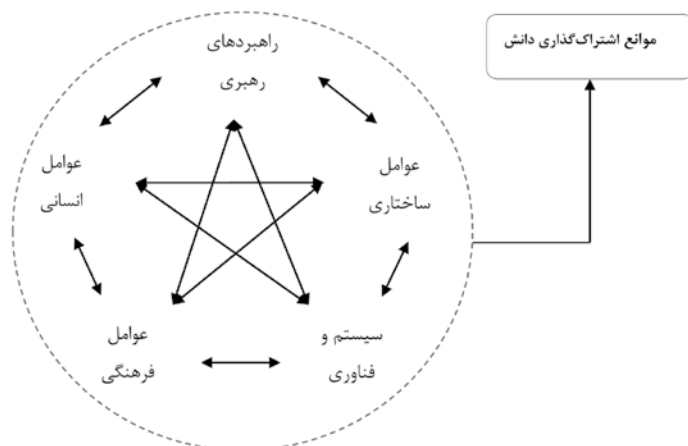 موانع اشتراک‌گذاری دانش
راهبردهای
رهبری
عوامل
ساختاری
عوامل
انسانی
سیستم و
فناوری
عوامل
فرهنگی